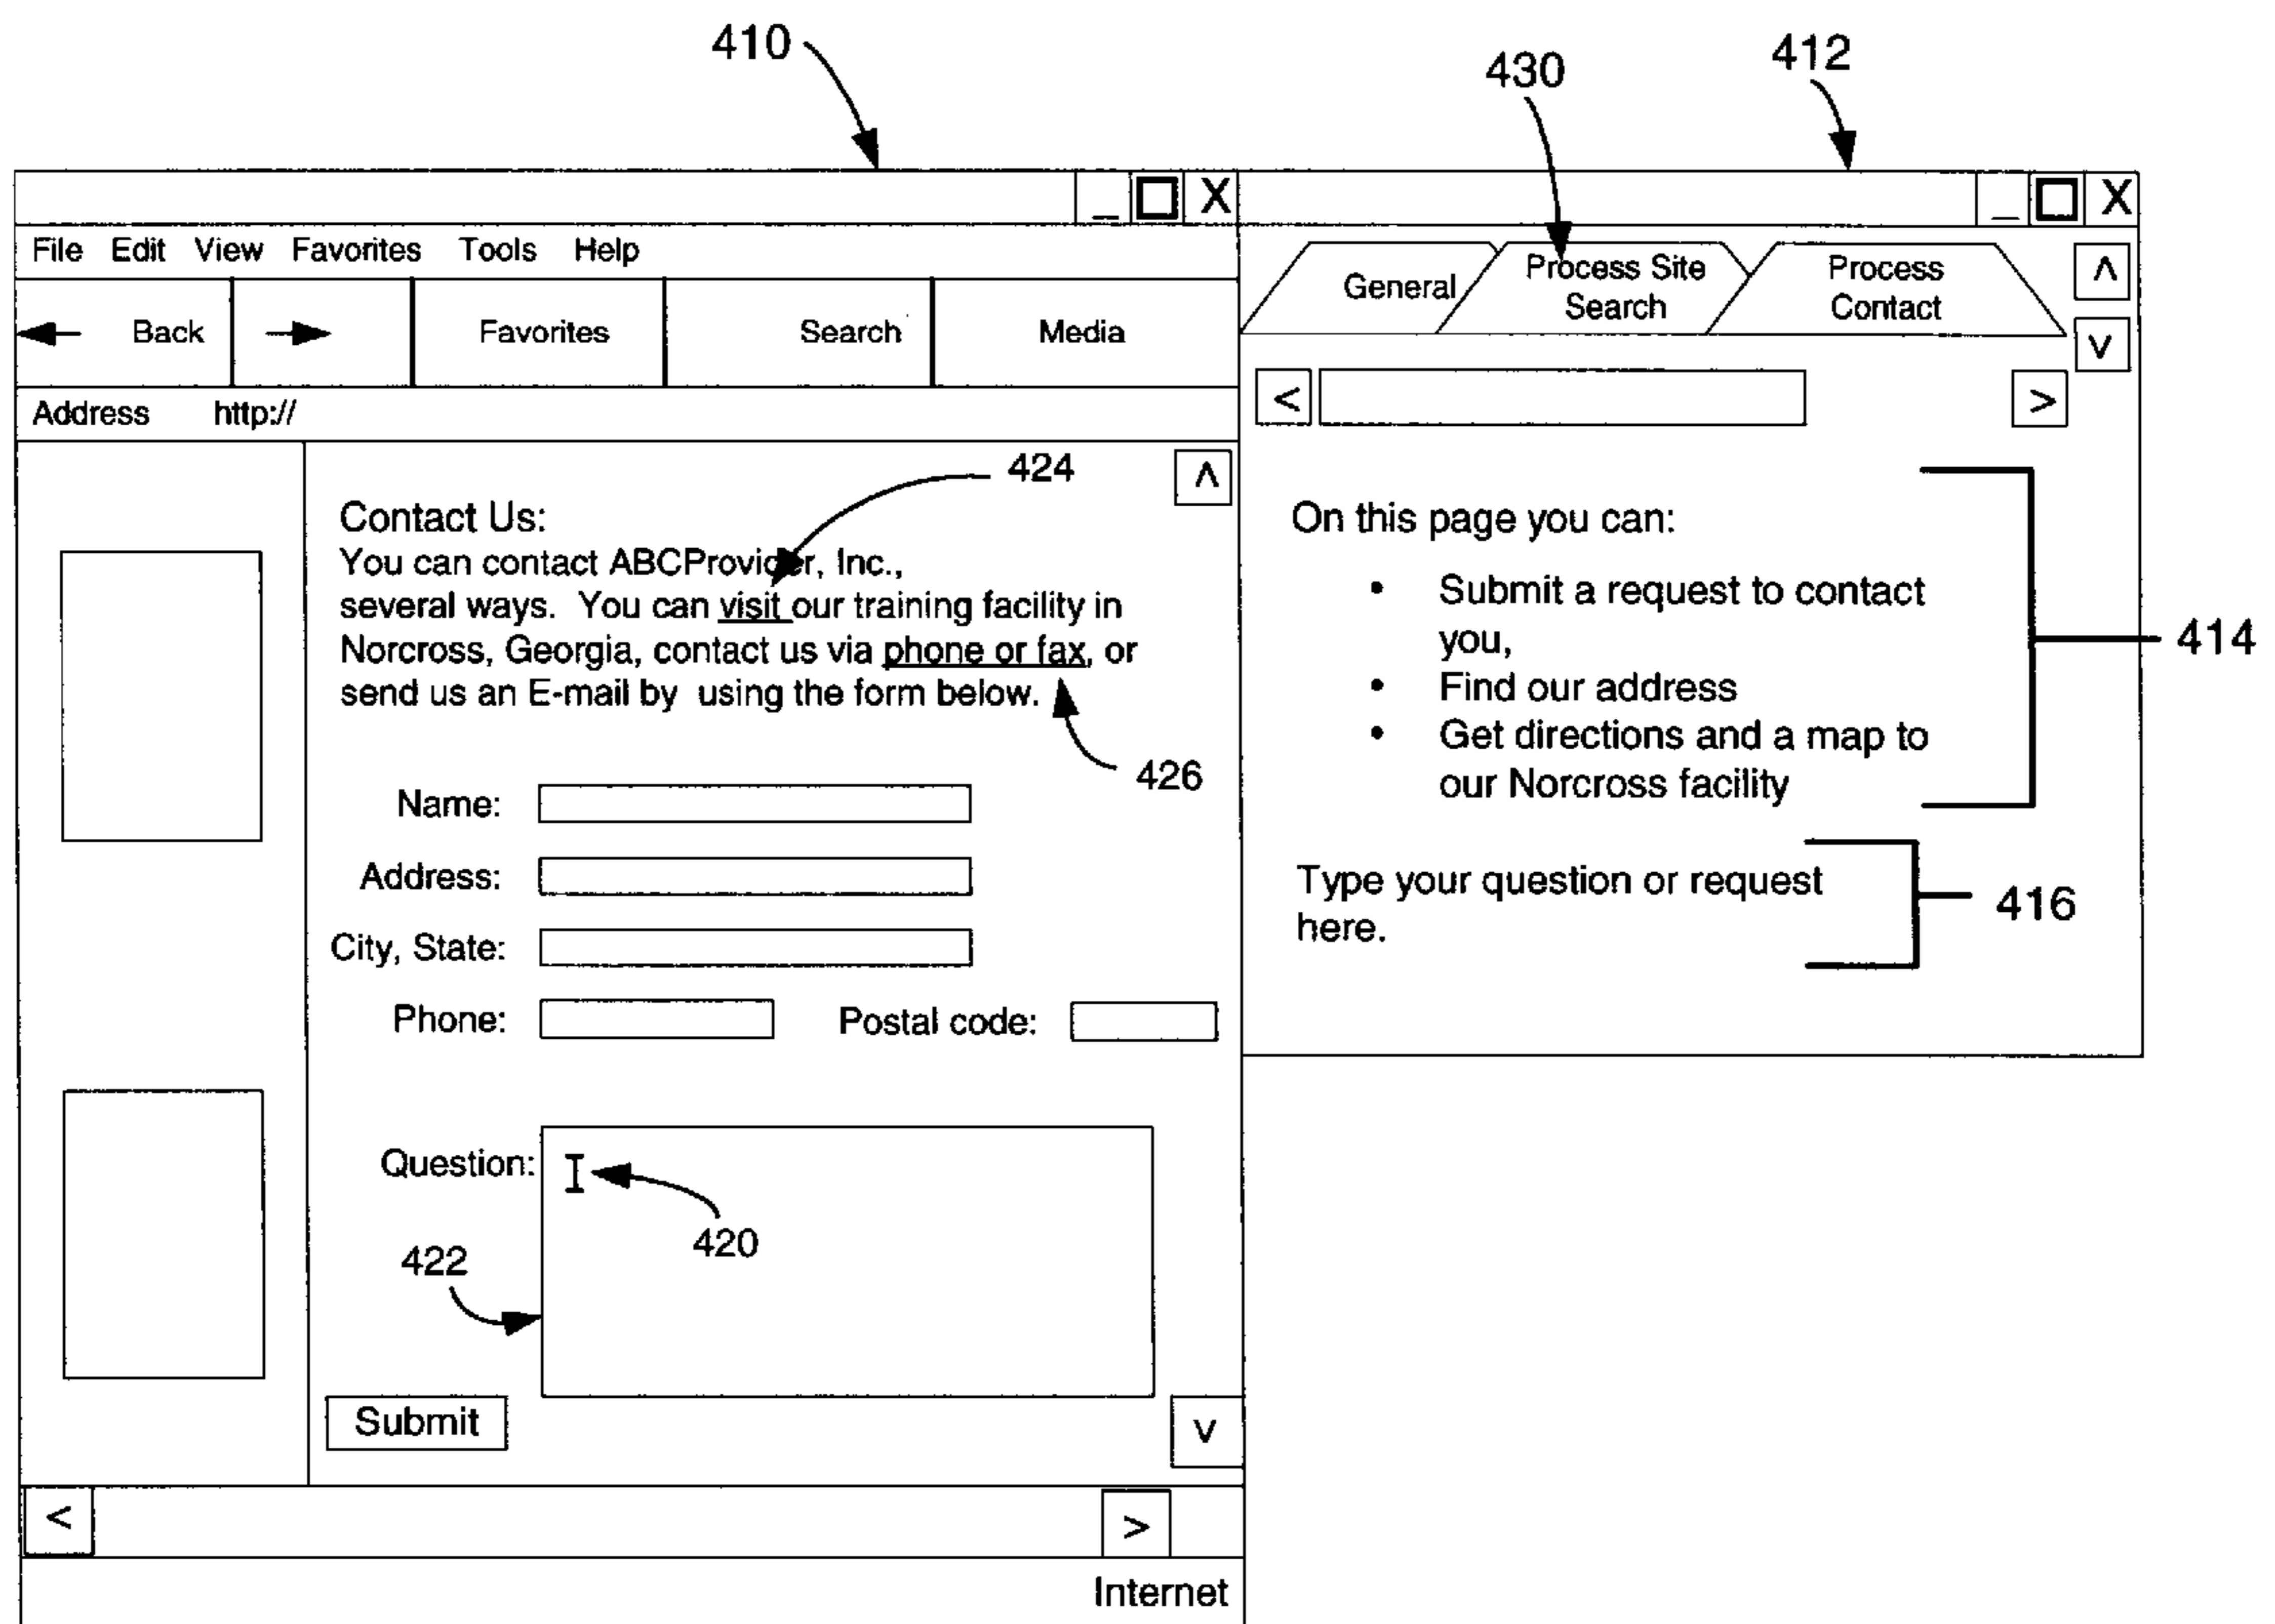 410
430
412
_ □ X
_ □ X
File Edit View Favorites Tools Help
Back
Favorites
Search
Media
Address http://
General
Process Site
Search
Process
Contact
^
v
<
>
424
^
Contact Us:
You can contact ABCProvider, Inc.,
several ways. You can visit our training facility in
Norcross, Georgia, contact us via phone or fax, or
send us an E-mail by using the form below.
426
Name:
Address:
City, State:
Phone:
Postal code:
Question:
420
422
Submit
v
<
>
Internet
On this page you can:
• Submit a request to contact
you,
• Find our address
• Get directions and a map to
our Norcross facility
414
Type your question or request
here.
416